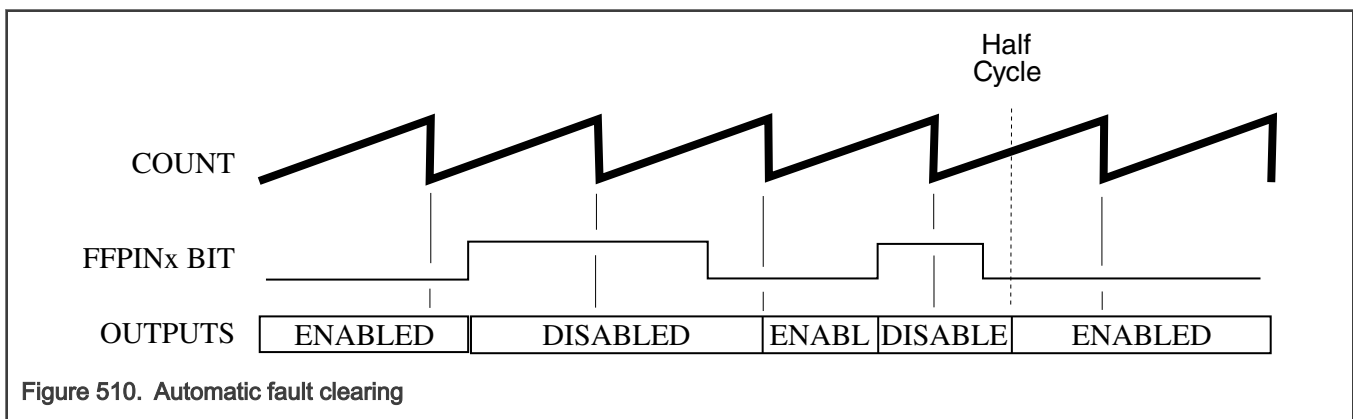 Half
Cycle
COUNT
FFPINx BIT
OUTPUTS ENABLED DISABLED ENABL DISABLE ENABLED
Figure 510. Automatic fault clearing